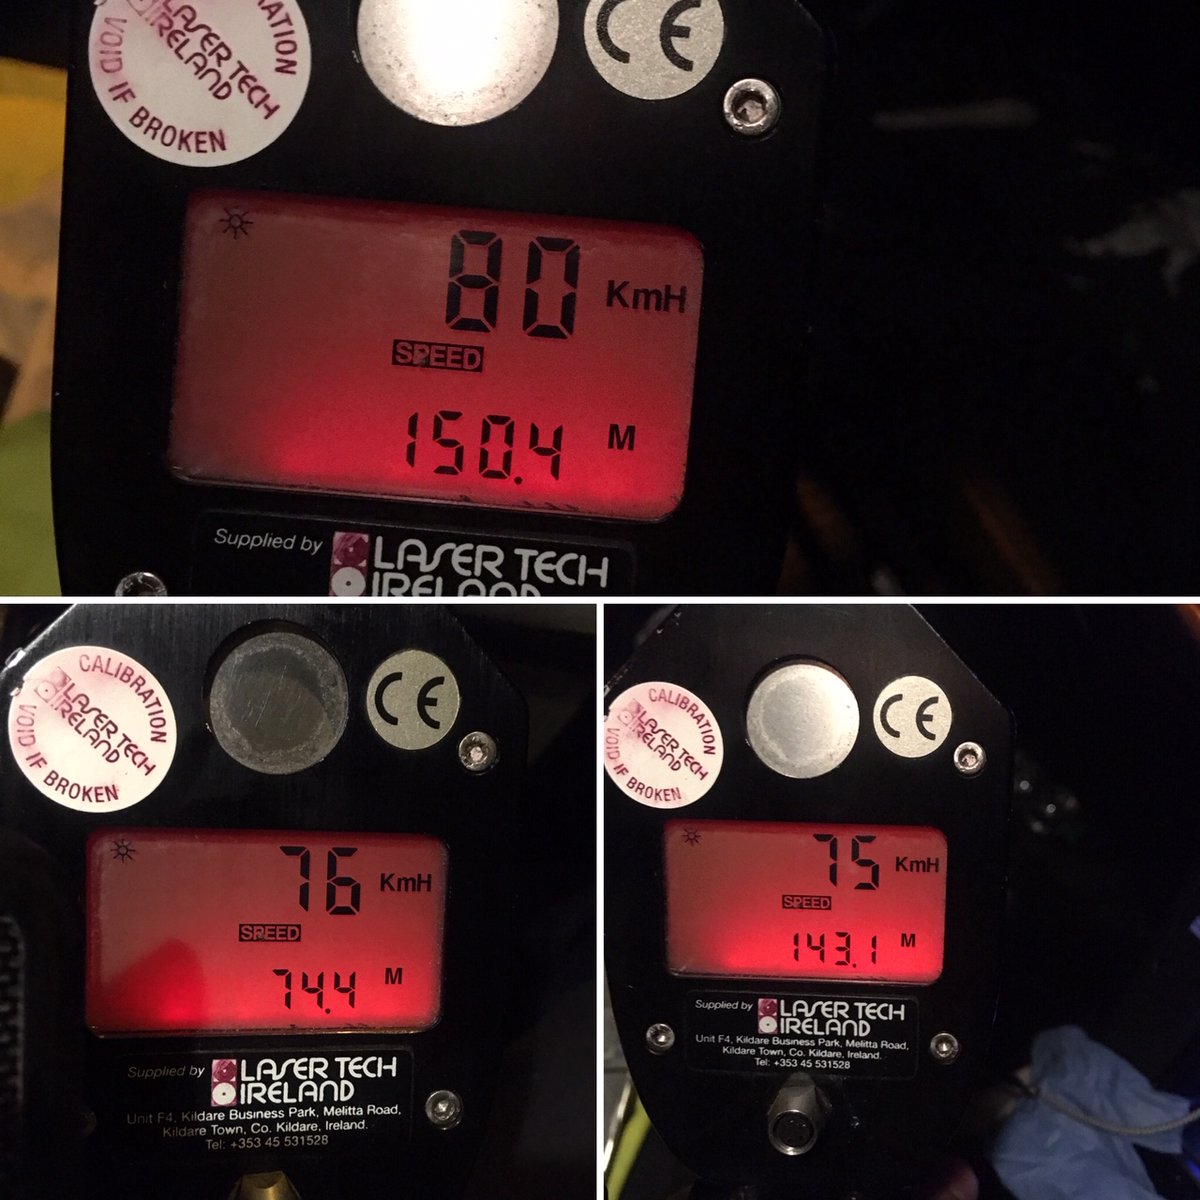 CALIBRATION
LASER TECH
IRELAND
VOID IF BROKEN
CE
80 KmH
SPEED
150.4 M
Supplied by LASER TECH
IRELAND
CALIBRATION
LASER TECH
IRELAND
VOID IF BROKEN
CE
76 KmH
SPEED
74.4 M
Supplied by LASER TECH
IRELAND
Unit F4, Kildare Business Park, Melitta Road,
Kildare Town, Co. Kildare, Ireland.
Tel: +353 45 531528
CALIBRATION
LASER TECH
IRELAND
VOID IF BROKEN
CE
75 KmH
SPEED
143.1 M
Supplied by LASER TECH
IRELAND
Unit F4, Kildare Business Park, Melitta Road,
Kildare Town, Co. Kildare, Ireland.
Tel: +353 45 531528